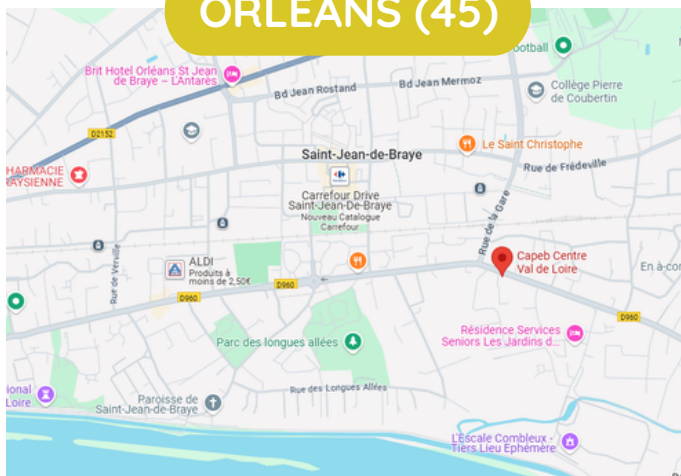 ORLEANS (45)
ootball
Brit Hotel Orléans St Jean
de Braye – L'Antarès
Bd Jean Rostand
Bd Jean Mermoz
Collège Pierre
de Coubertin
D2152
Le Saint Christophe
Saint-Jean-de-Braye
HARMACIE
RAYSIENNE
Rue de Frédeville
Carrefour Drive
Saint-Jean-De-Braye
Nouveau Catalogue
Carrefour
Rue de la Gare
Capeb Centre
Val de Loire
Rue de Verville
ALDI
Produits à
moins de 2,50€
En à-cor
D960
D960
D960
Résidence Services
Seniors Les Jardins d...
Parc des longues allées
Rue des Longues Allées
ional
Loire
Paroisse de
Saint-Jean-de-Braye
L'Escale Combleux -
Tiers Lieu Ephémère